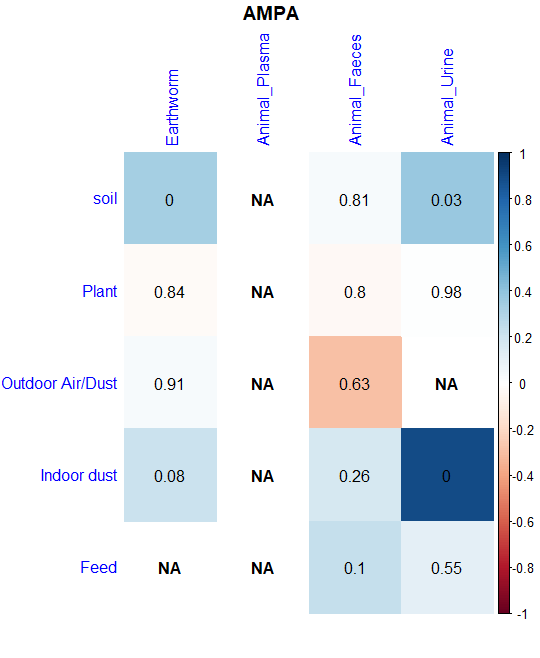 AMPA
Earthworm
Animal_Plasma
Animal_Faeces
Animal_Urine
soil 0 NA 0.81 0.03
Plant 0.84 NA 0.8 0.98
Outdoor Air/Dust 0.91 NA 0.63 NA
Indoor dust 0.08 NA 0.26 0
Feed NA NA 0.1 0.55
1
0.8
0.6
0.4
0.2
0
-0.2
-0.4
-0.6
-0.8
-1